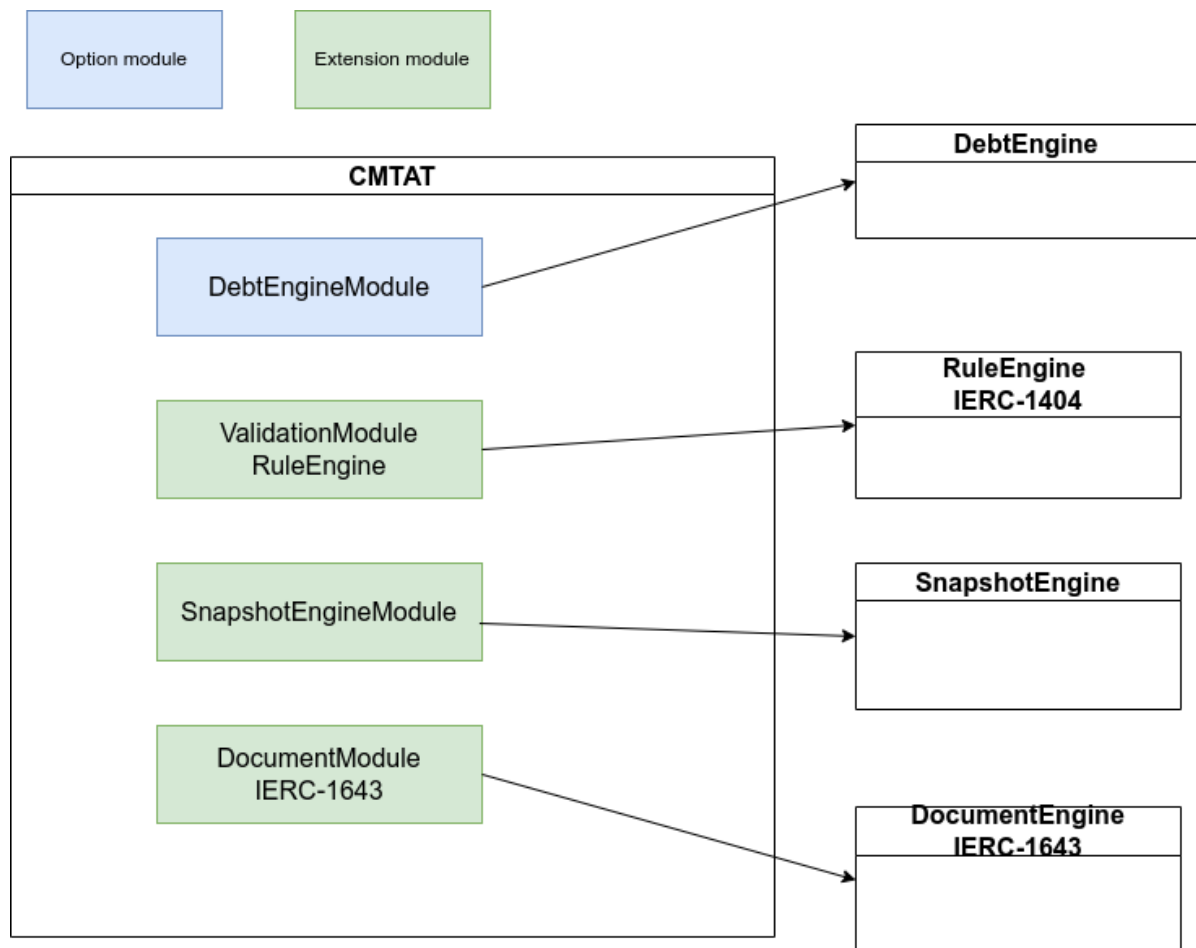 Option module
Extension module
CMTAT
DebtEngineModule
ValidationModule
RuleEngine
SnapshotEngineModule
DocumentModule
IERC-1643
DebtEngine
RuleEngine
IERC-1404
SnapshotEngine
DocumentEngine
IERC-1643